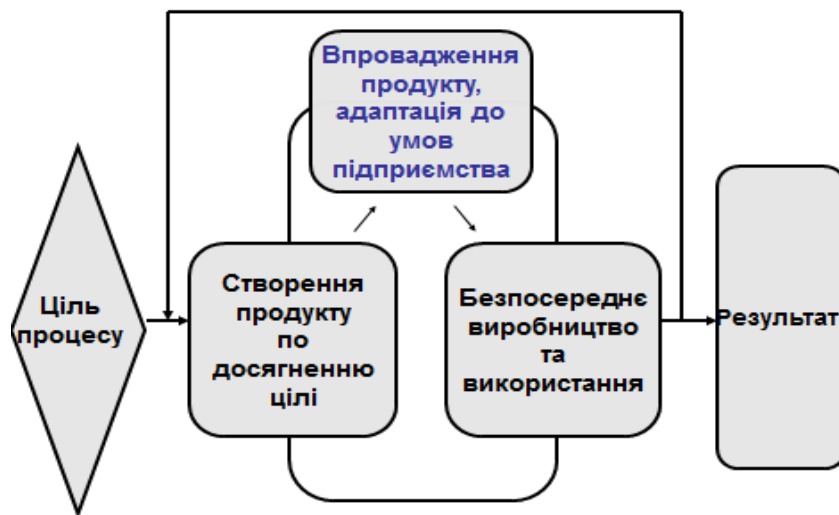 Впровадження
продукту,
адаптація до
умов
підприємства
Ціль
процесу
Створення
продукту
по
досягненню
цілі
Безпосереднє
виробництво
та
використання
Результат